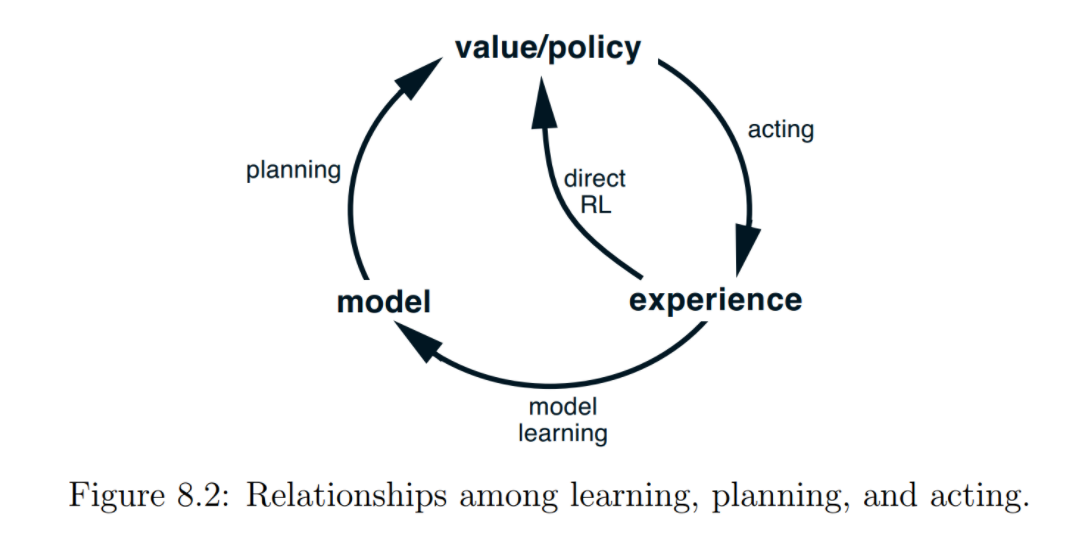 value/policy
acting
planning
direct
RL
model
experience
model
learning
Figure 8.2: Relationships among learning, planning, and acting.